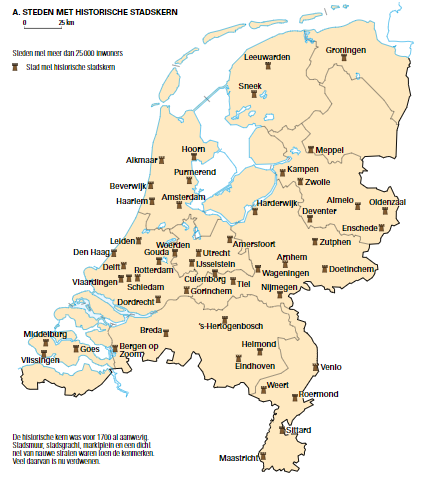 A. STEDEN MET HISTORISCHE STADSKERN
0 25 km
Steden met meer dan 25 000 inwoners
Stad met historische stadskern
Groningen
Leeuwarden
Sneek
Meppel
Hoorn
Alkmaar
Kampen
Purmerend
Zwolle
Beverwijk
Haarlem
Amsterdam
Harderwijk
Almelo
Oldenzaal
Deventer
Enschede
Leiden
Woerden
Amersfoort
Zutphen
Den Haag
Gouda
Utrecht
IJsselstein
Arnhem
Delft
Rotterdam
Wageningen
Doetinchem
Vlaardingen
Schiedam
Culemborg
Tiel
Gorinchem
Nijmegen
Dordrecht
's-Hertogenbosch
Breda
Middelburg
Goes
Bergen op
Zoom
Helmond
Vlissingen
Eindhoven
Venlo
Weert
Roermond
Sittard
Maastricht
De historische kern was voor 1700 al aanwezig.
Stadsmuur, stadsgracht, marktplein en een dicht
net van nauwe straten waren toen de kenmerken.
Veel daarvan is nu verdwenen.